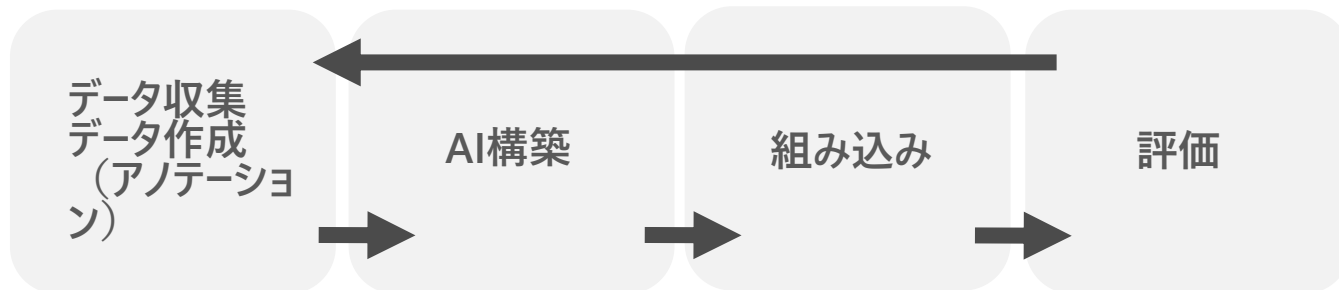 データ収集
データ作成
（アノテーショ
ン）
AI構築
組み込み
評価